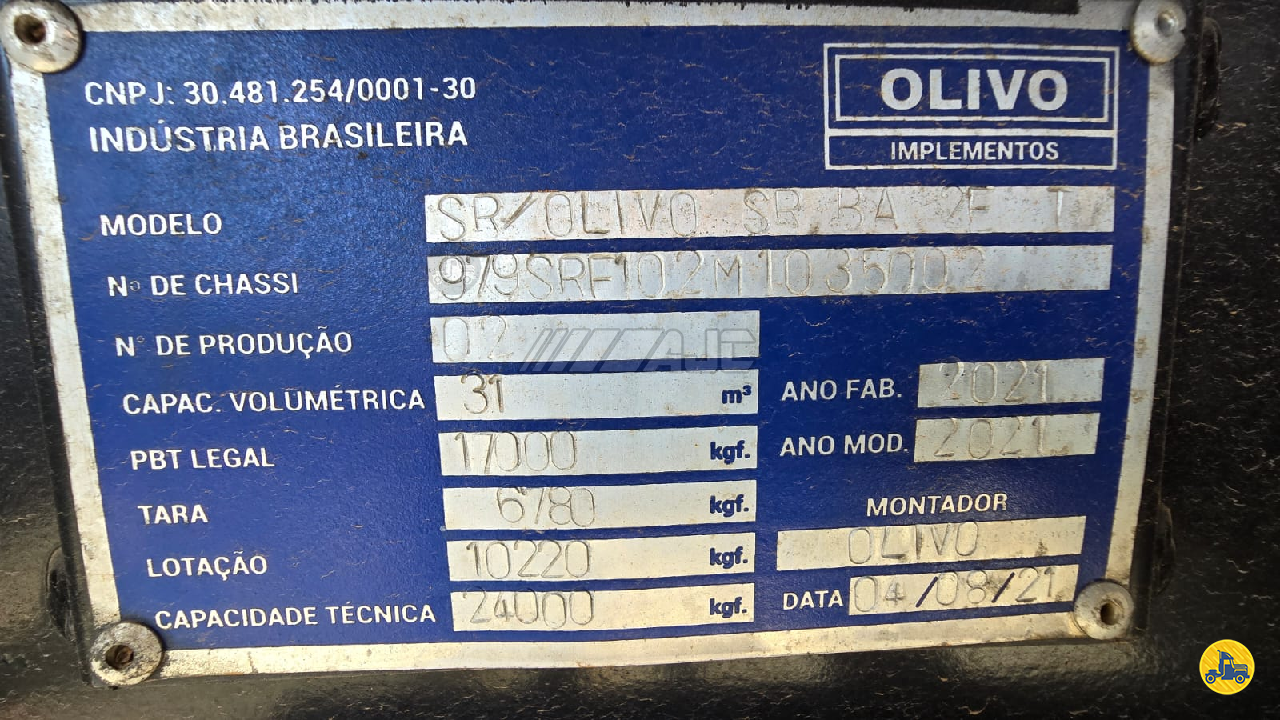 CNPJ: 30.481.254/0001-30
INDÚSTRIA BRASILEIRA
OLIVO
IMPLEMENTOS
MODELO SR/OLIVO SR BA 2E T
Nº DE CHASSI 979SRF102M1035002
N° DE PRODUÇÃO 02
CAPAC. VOLUMÉTRICA 31 m³
ANO FAB. 2021
PBT LEGAL 17000 kgf.
ANO MOD. 2021
TARA 6780 kgf.
MONTADOR
LOTAÇÃO 10220 kgf.
OLIVO
CAPACIDADE TÉCNICA 24000 kgf.
DATA 04/08/21
AJC